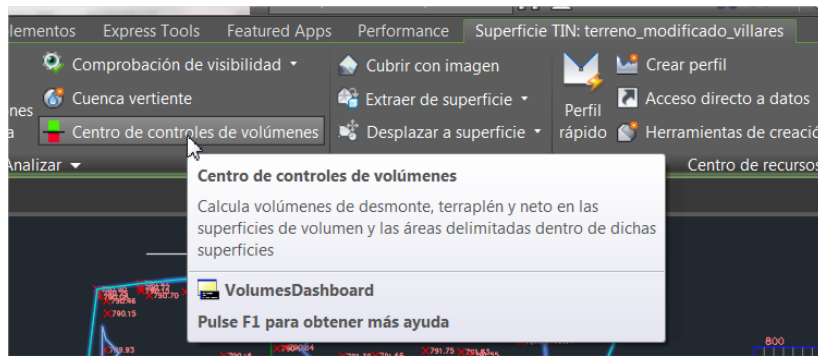 lementos Express Tools Featured Apps Performance Superficie TIN: terreno_modificado_villares
Comprobación de visibilidad
Cuenca vertiente
nes
a
Centro de controles de volúmenes
Analizar
Cubrir con imagen
Extraer de superficie
Desplazar a superficie
Perfil
rápido
Crear perfil
Acceso directo a datos
Herramientas de creació
Centro de recursos
Centro de controles de volúmenes
Calcula volúmenes de desmonte, terraplén y neto en las
superficies de volumen y las áreas delimitadas dentro de dichas
superficies
VolumesDashboard
Pulse F1 para obtener más ayuda
790.70
790.46
790.15
791.75
800